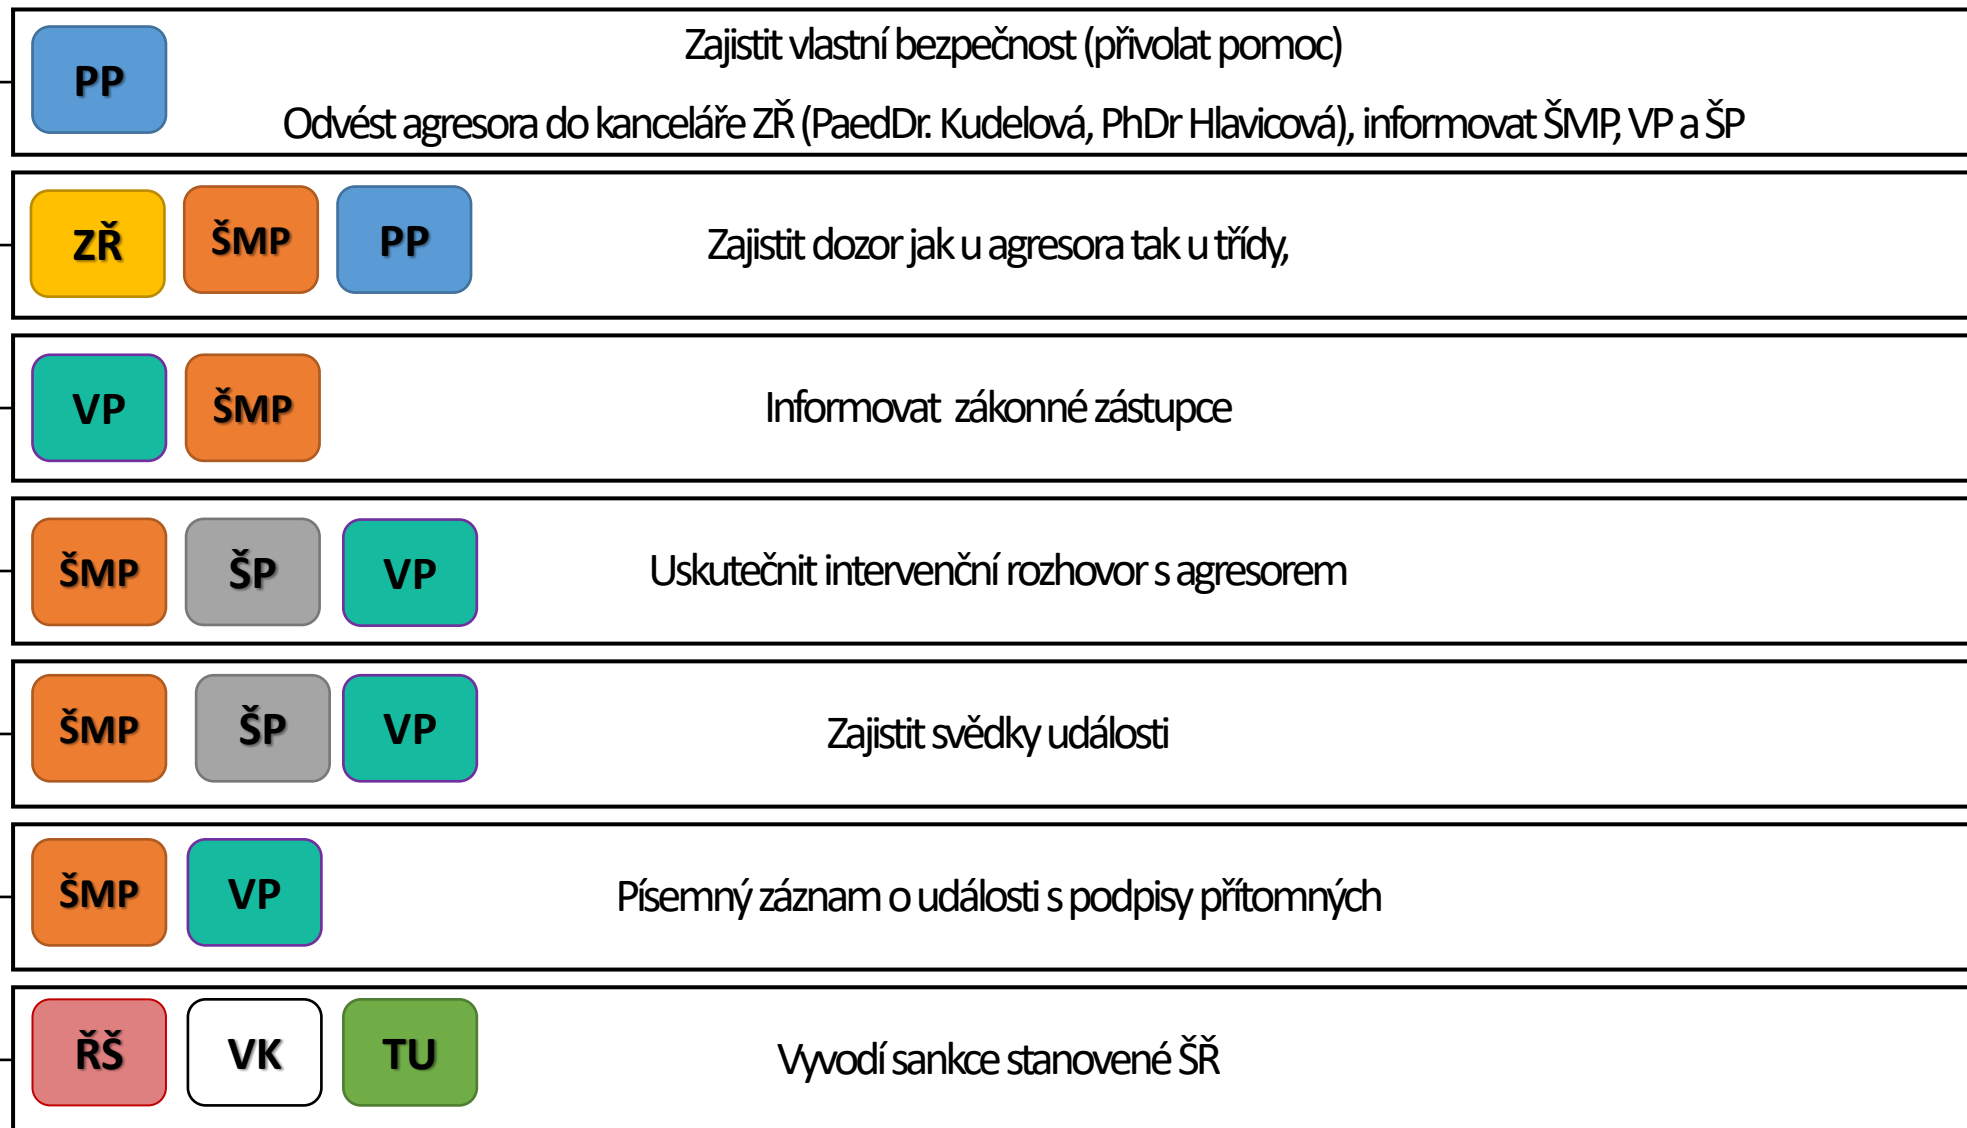 PP
Zajistit vlastní bezpečnost (přivolat pomoc)
Odvést agresora do kanceláře ZŘ (PaedDr. Kudelová, PhDr Hlavicová), informovat ŠMP, VP a ŠP
ZŘ ŠMP PP Zajistit dozor jak u agresora tak u třídy,
VP ŠMP Informovat zákonné zástupce
ŠMP ŠP VP Uskutečnit intervenční rozhovor s agresorem
ŠMP ŠP VP Zajistit svědky události
ŠMP VP Písemný záznam o události s podpisy přítomných
ŘŠ VK TU Vyvodí sankce stanovené ŠŘ